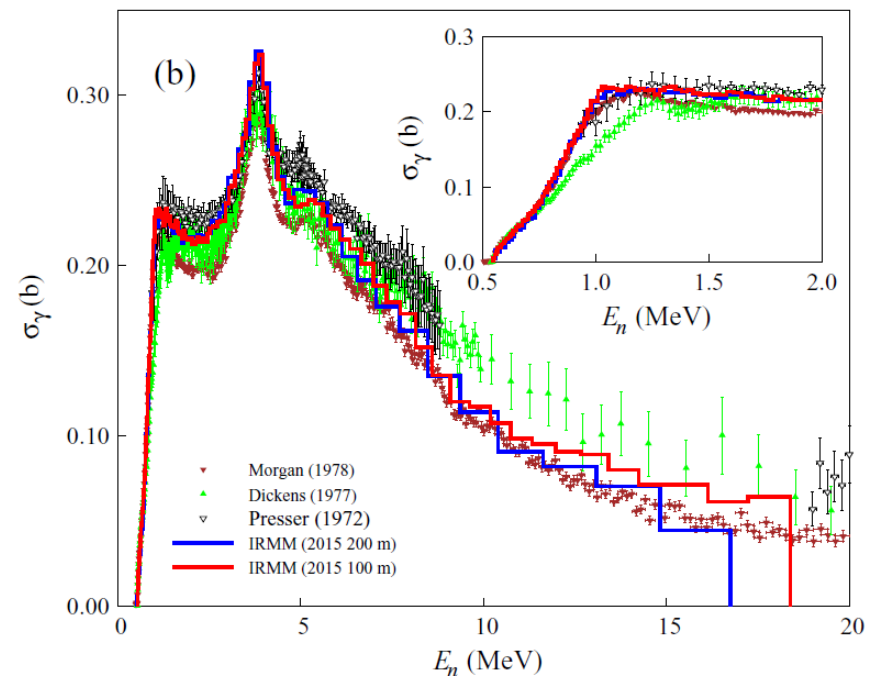 (b)
0.30
0.20
0.10
0.00
σγ(b)
0
5
10
15
20
En (MeV)
0.3
0.2
0.1
0.0
σγ(b)
0.5
1.0
1.5
2.0
En (MeV)
Morgan (1978)
Dickens (1977)
Presser (1972)
IRMM (2015 200 m)
IRMM (2015 100 m)